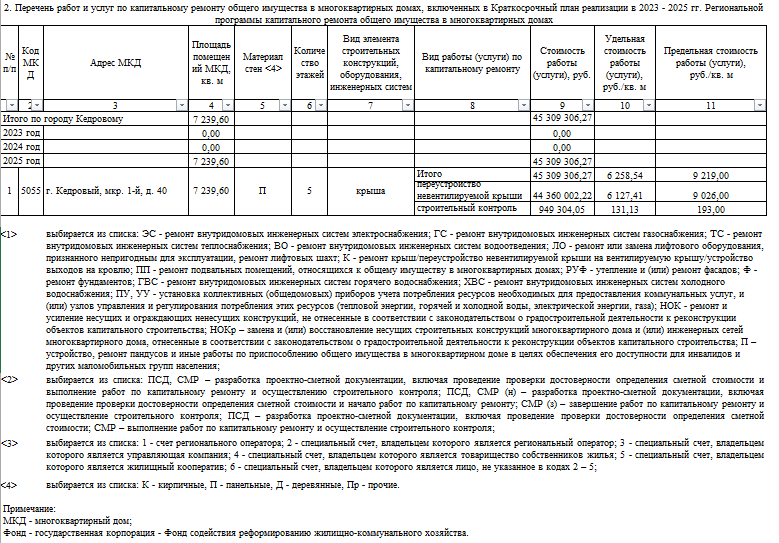 2. Перечень работ и услуг по капитальному ремонту общего имущества в многоквартирных домах, включенных в Краткосрочный план реализации в 2023 - 2025 гг. Региональной
программы капитального ремонта общего имущества в многоквартирных домах
№ п/п
Код МКД
Адрес МКД
Площадь помещений МКД, кв. м
Материал стен <4>
Количество этажей
Вид элемента строительных конструкций, оборудования, инженерных систем
Вид работы (услуги) по капитальному ремонту
Стоимость работы (услуги), руб.
Удельная стоимость работы (услуги), руб./кв. м
Предельная стоимость работы (услуги), руб./кв. м
2 3 4 5 6 7 8 9 10 11
Итого по городу Кедровому 7 239,60 45 309 306,27
2023 год 0,00 0,00
2024 год 0,00 0,00
2025 год 7 239,60 45 309 306,27
1 5055 г. Кедровый, мкр. 1-й, д. 40 7 239,60 П 5 крыша
Итого 45 309 306,27 6 258,54 9 219,00
переустройство
невентилируемой крыши 44 360 002,22 6 127,41 9 026,00
строительный контроль 949 304,05 131,13 193,00
<1> выбирается из списка: ЭС - ремонт внутридомовых инженерных систем электроснабжения; ГС - ремонт внутридомовых инженерных систем газоснабжения; ТС - ремонт
внутридомовых инженерных систем теплоснабжения; ВО - ремонт внутридомовых инженерных систем водоотведения; ЛО - ремонт или замена лифтового оборудования,
признанного непригодным для эксплуатации, ремонт лифтовых шахт; К - ремонт крыш/переустройство невентилируемой крыши на вентилируемую крышу/устройство
выходов на кровлю; ПП - ремонт подвальных помещений, относящихся к общему имуществу в многоквартирных домах; РУФ - утепление и (или) ремонт фасадов; Ф -
ремонт фундаментов; ГВС - ремонт внутридомовых инженерных систем горячего водоснабжения; ХВС - ремонт внутридомовых инженерных систем холодного
водоснабжения; ПУ, УУ - установка коллективных (общедомовых) приборов учета потребления ресурсов необходимых для предоставления коммунальных услуг, и
(или) узлов управления и регулирования потребления этих ресурсов (тепловой энергии, горячей и холодной воды, электрической энергии, газа); НОК - ремонт и
усиление несущих и ограждающих ненесущих конструкций, не отнесенные в соответствии с законодательством о градостроительной деятельности к реконструкции
объектов капитального строительства; НОКр – замена и (или) восстановление несущих строительных конструкций многоквартирного дома и (или) инженерных сетей
многоквартирного дома, отнесенные в соответствии с законодательством о градостроительной деятельности к реконструкции объектов капитального строительства; П –
устройство, ремонт пандусов и иные работы по приспособлению общего имущества в многоквартирном доме в целях обеспечения его доступности для инвалидов и
других маломобильных групп населения;
<2> выбирается из списка: ПСД, СМР – разработка проектно-сметной документации, включая проведение проверки достоверности определения сметной стоимости и
выполнение работ по капитальному ремонту и осуществлению строительного контроля; ПСД, СМР (н) – разработка проектно-сметной документации, включая
проведение проверки достоверности определения сметной стоимости и начало работ по капитальному ремонту; СМР (з) – завершение работ по капитальному ремонту и
осуществление строительного контроля; ПСД – разработка проектно-сметной документации, включая проведение проверки достоверности определения сметной
стоимости; СМР – выполнение работ по капитальному ремонту и осуществление строительного контроля;
<3> выбирается из списка: 1 - счет регионального оператора; 2 - специальный счет, владельцем которого является региональный оператор; 3 - специальный счет, владельцем
которого является управляющая компания; 4 - специальный счет, владельцем которого является товарищество собственников жилья; 5 - специальный счет, владельцем
которого является жилищный кооператив; 6 - специальный счет, владельцем которого является лицо, не указанное в кодах 2 – 5;
<4> выбирается из списка: К - кирпичные, П - панельные, Д - деревянные, Пр - прочие.
Примечание:
МКД - многоквартирный дом;
Фонд - государственная корпорация - Фонд содействия реформированию жилищно-коммунального хозяйства.